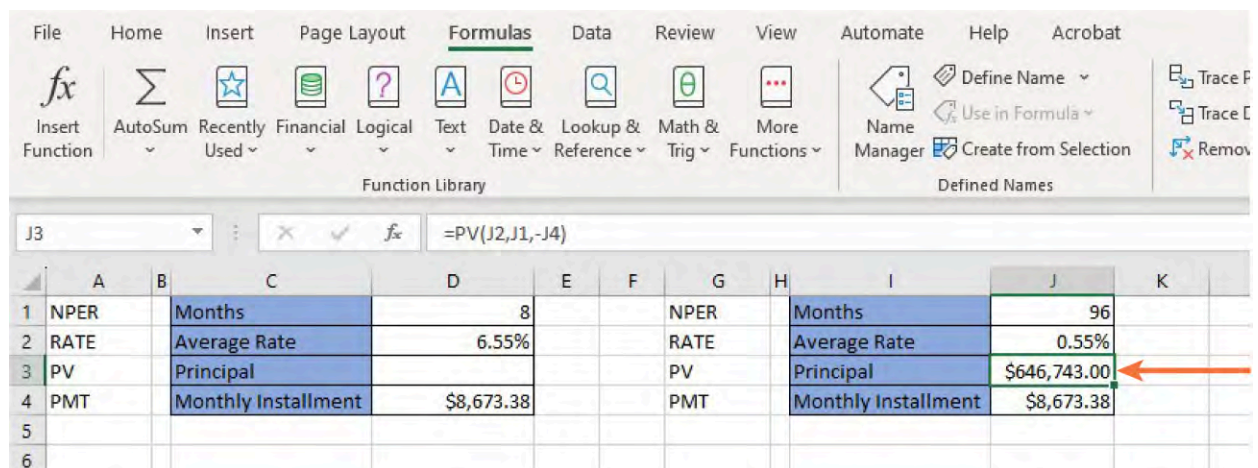 File Home Insert Page Layout Formulas Data Review View Automate Help Acrobat
fx Σ ? A θ Define Name Trace P
Use in Formula Trace D
Insert AutoSum Recently Financial Logical Text Date & Lookup & Math & More Name
Function Used Time Reference Trig Functions Manager Create from Selection Remov
Function Library Defined Names
J3 fx =PV(J2,J1,-J4)
A B C D E F G H I J K
1 NPER Months 8 NPER Months 96
2 RATE Average Rate 6.55% RATE Average Rate 0.55%
3 PV Principal PV Principal $646,743.00
4 PMT Monthly Installment $8,673.38 PMT Monthly Installment $8,673.38
5
6